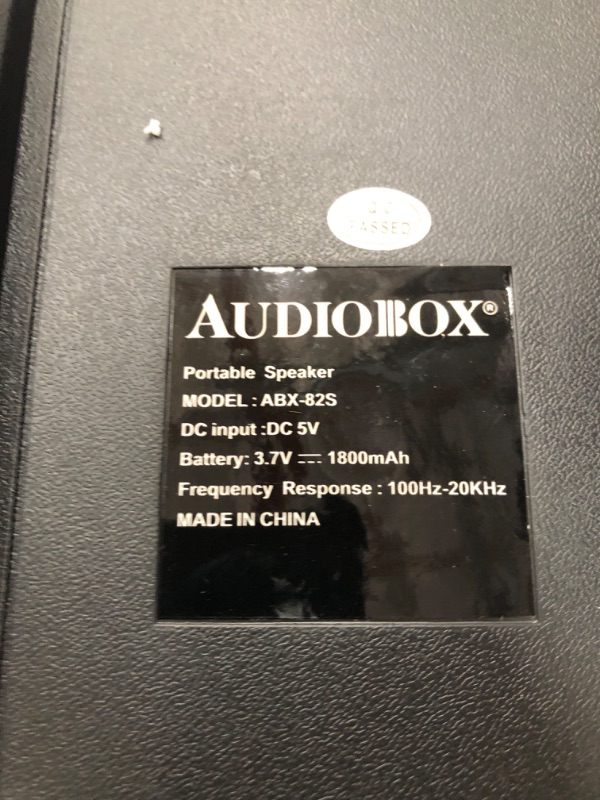 Q C
PASSED
AUDIOBOX®
Portable Speaker
MODEL : ABX-82S
DC input :DC 5V
Battery: 3.7V ⎓ 1800mAh
Frequency Response : 100Hz-20KHz
MADE IN CHINA